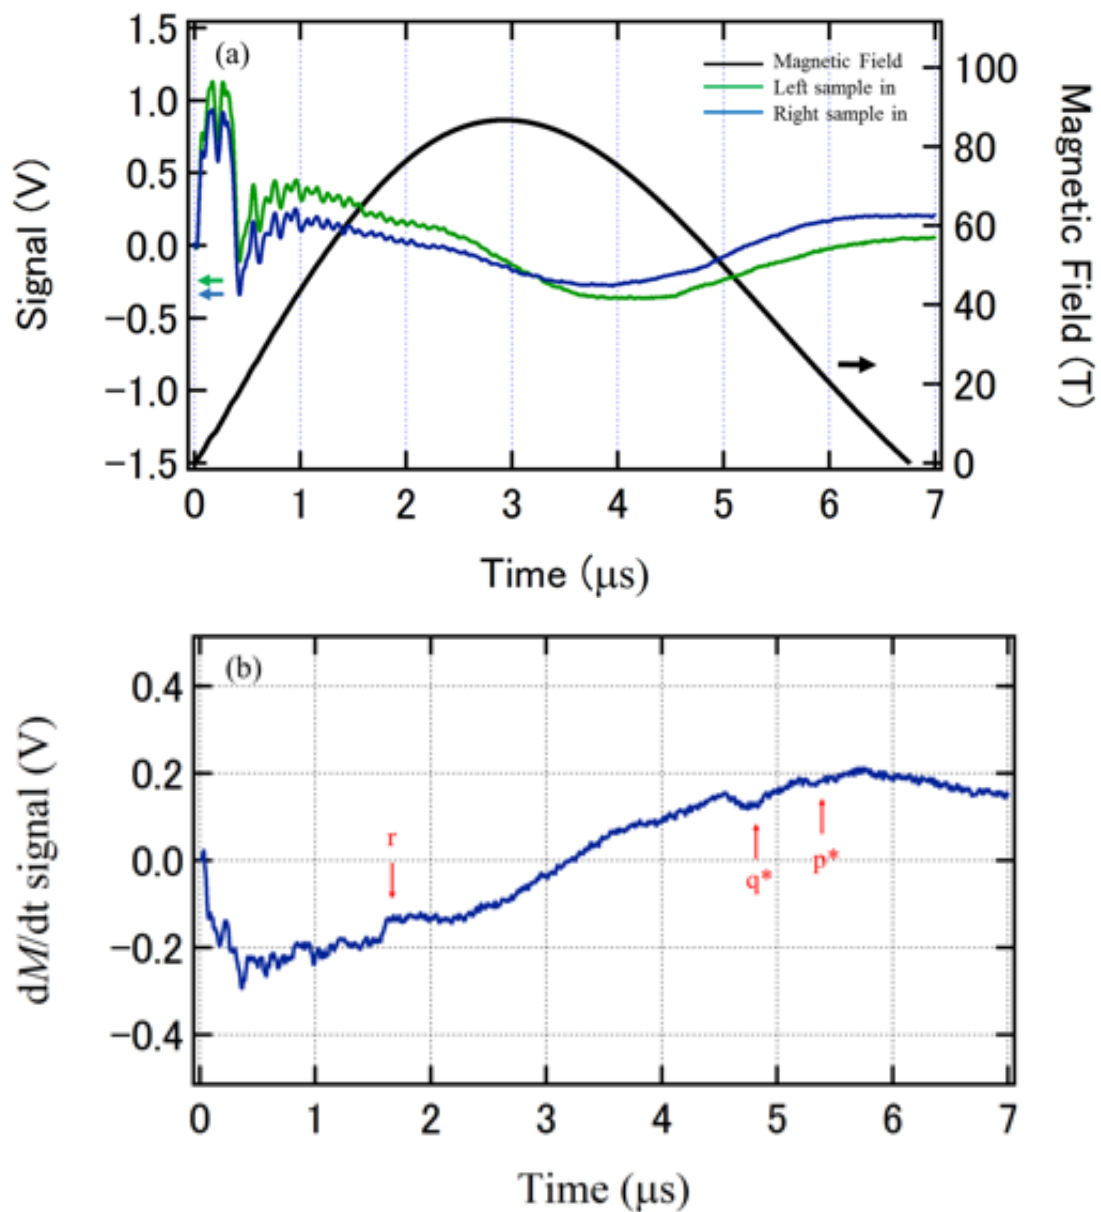 (a)
Magnetic Field
Left sample in
Right sample in
1.5
1.0
0.5
0.0
−0.5
−1.0
−1.5
Signal (V)
100
80
60
40
20
0
Magnetic Field (T)
0 1 2 3 4 5 6 7
Time (μs)
(b)
0.4
0.2
0.0
−0.2
−0.4
dM/dt signal (V)
r
q*
p*
0 1 2 3 4 5 6 7
Time (μs)